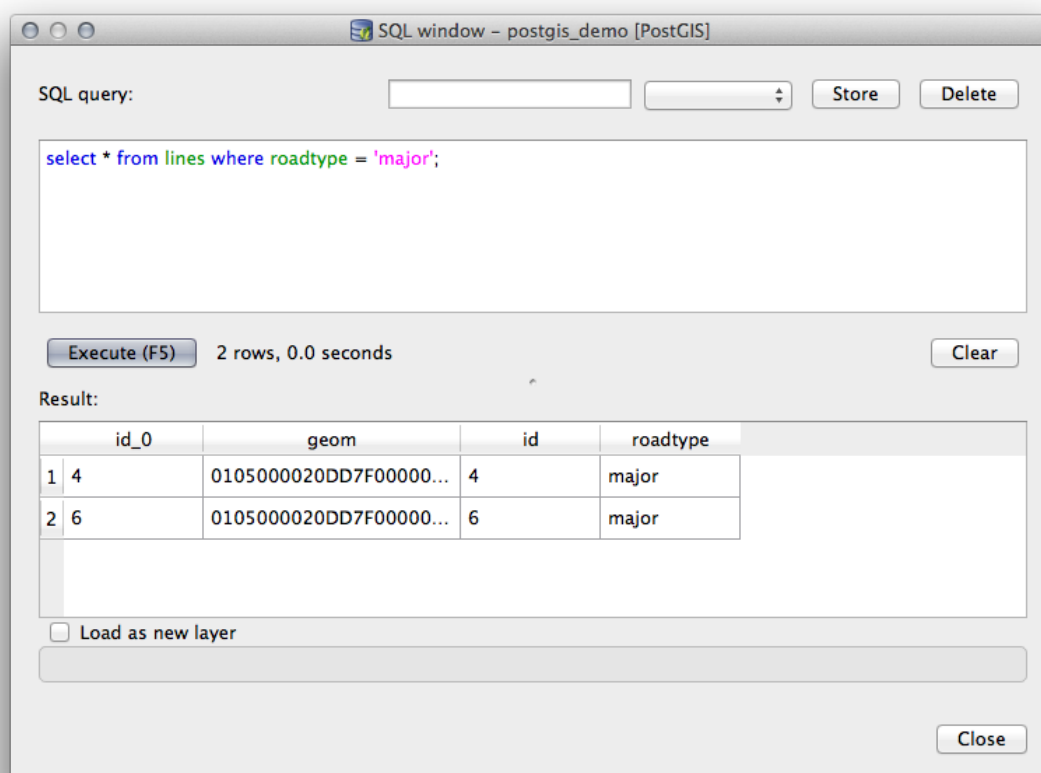 SQL window – postgis_demo [PostGIS]
SQL query: Store Delete
select * from lines where roadtype = 'major';
Execute (F5) 2 rows, 0.0 seconds Clear
Result:
id_0 geom id roadtype
1 4 0105000020DD7F00000... 4 major
2 6 0105000020DD7F00000... 6 major
Load as new layer
Close